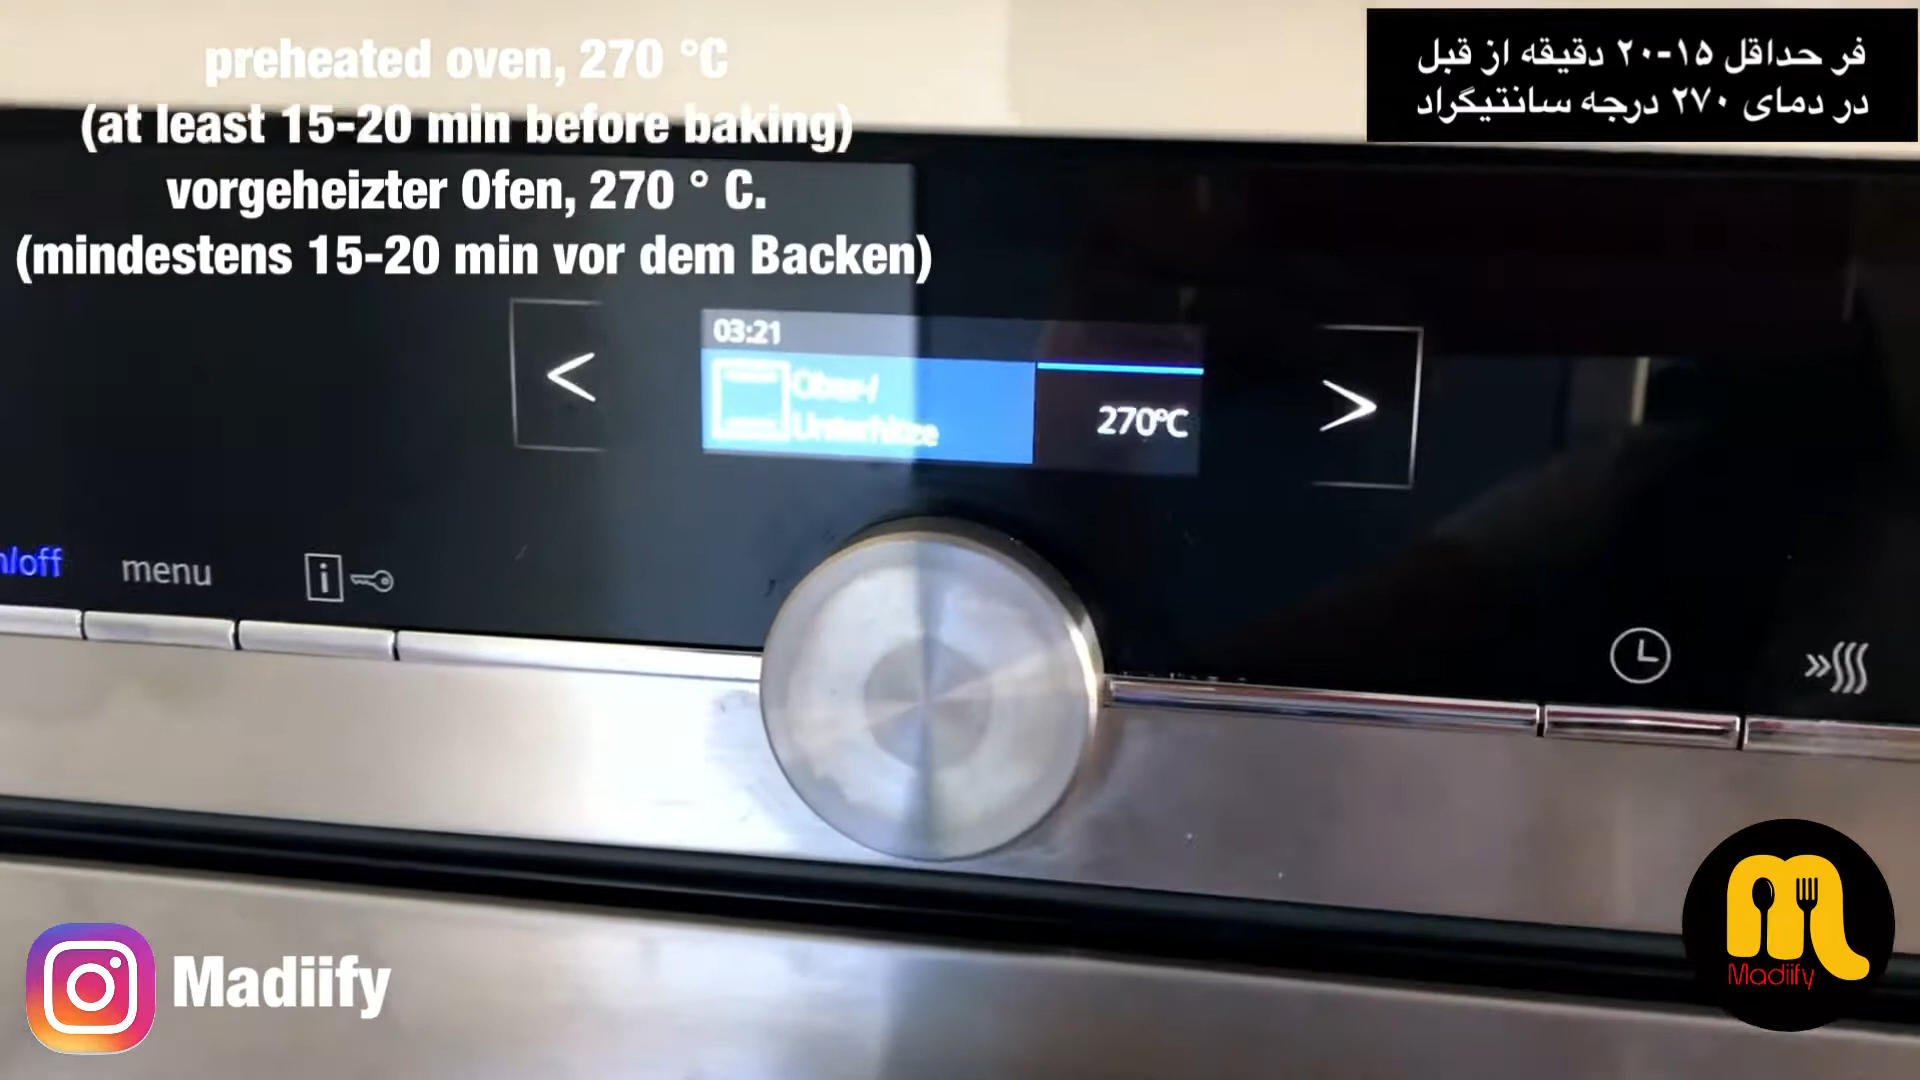 preheated oven, 270 °C
(at least 15-20 min before baking)
vorgeheizter Ofen, 270 ° C.
(mindestens 15-20 min vor dem Backen)
فر حداقل ۱۵-۲۰ دقیقه از قبل
در دمای ۲۷۰ درجه سانتیگراد
03:21
Ober-/
Unterhitze
270°C
<
>
n/off
menu
i
Madiify
Madiify